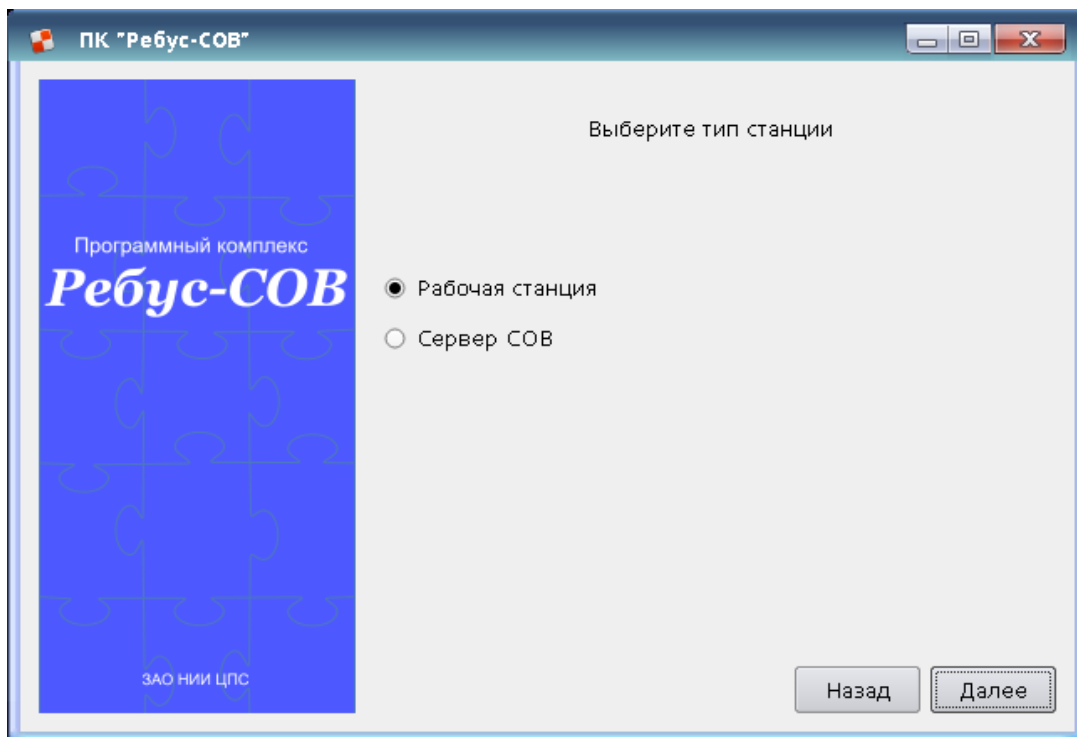 ПК "Ребус-СОВ"
Выберите тип станции
Программный комплекс
Ребус-СОВ
Рабочая станция
Сервер СОВ
ЗАО НИИ ЦПС
Назад
Далее